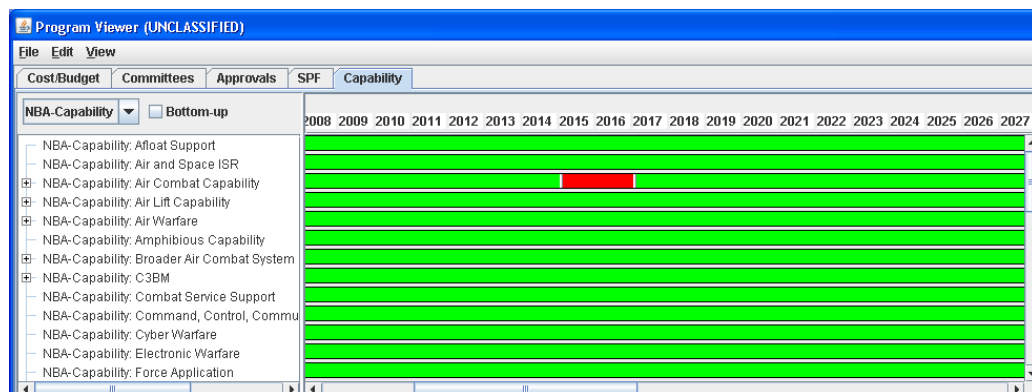 Program Viewer (UNCLASSIFIED)
File Edit View
Cost/Budget Committees Approvals SPF Capability
NBA-Capability Bottom-up
2008 2009 2010 2011 2012 2013 2014 2015 2016 2017 2018 2019 2020 2021 2022 2023 2024 2025 2026 2027
NBA-Capability: Afloat Support
NBA-Capability: Air and Space ISR
NBA-Capability: Air Combat Capability
NBA-Capability: Air Lift Capability
NBA-Capability: Air Warfare
NBA-Capability: Amphibious Capability
NBA-Capability: Broader Air Combat System
NBA-Capability: C3BM
NBA-Capability: Combat Service Support
NBA-Capability: Command, Control, Commu
NBA-Capability: Cyber Warfare
NBA-Capability: Electronic Warfare
NBA-Capability: Force Application